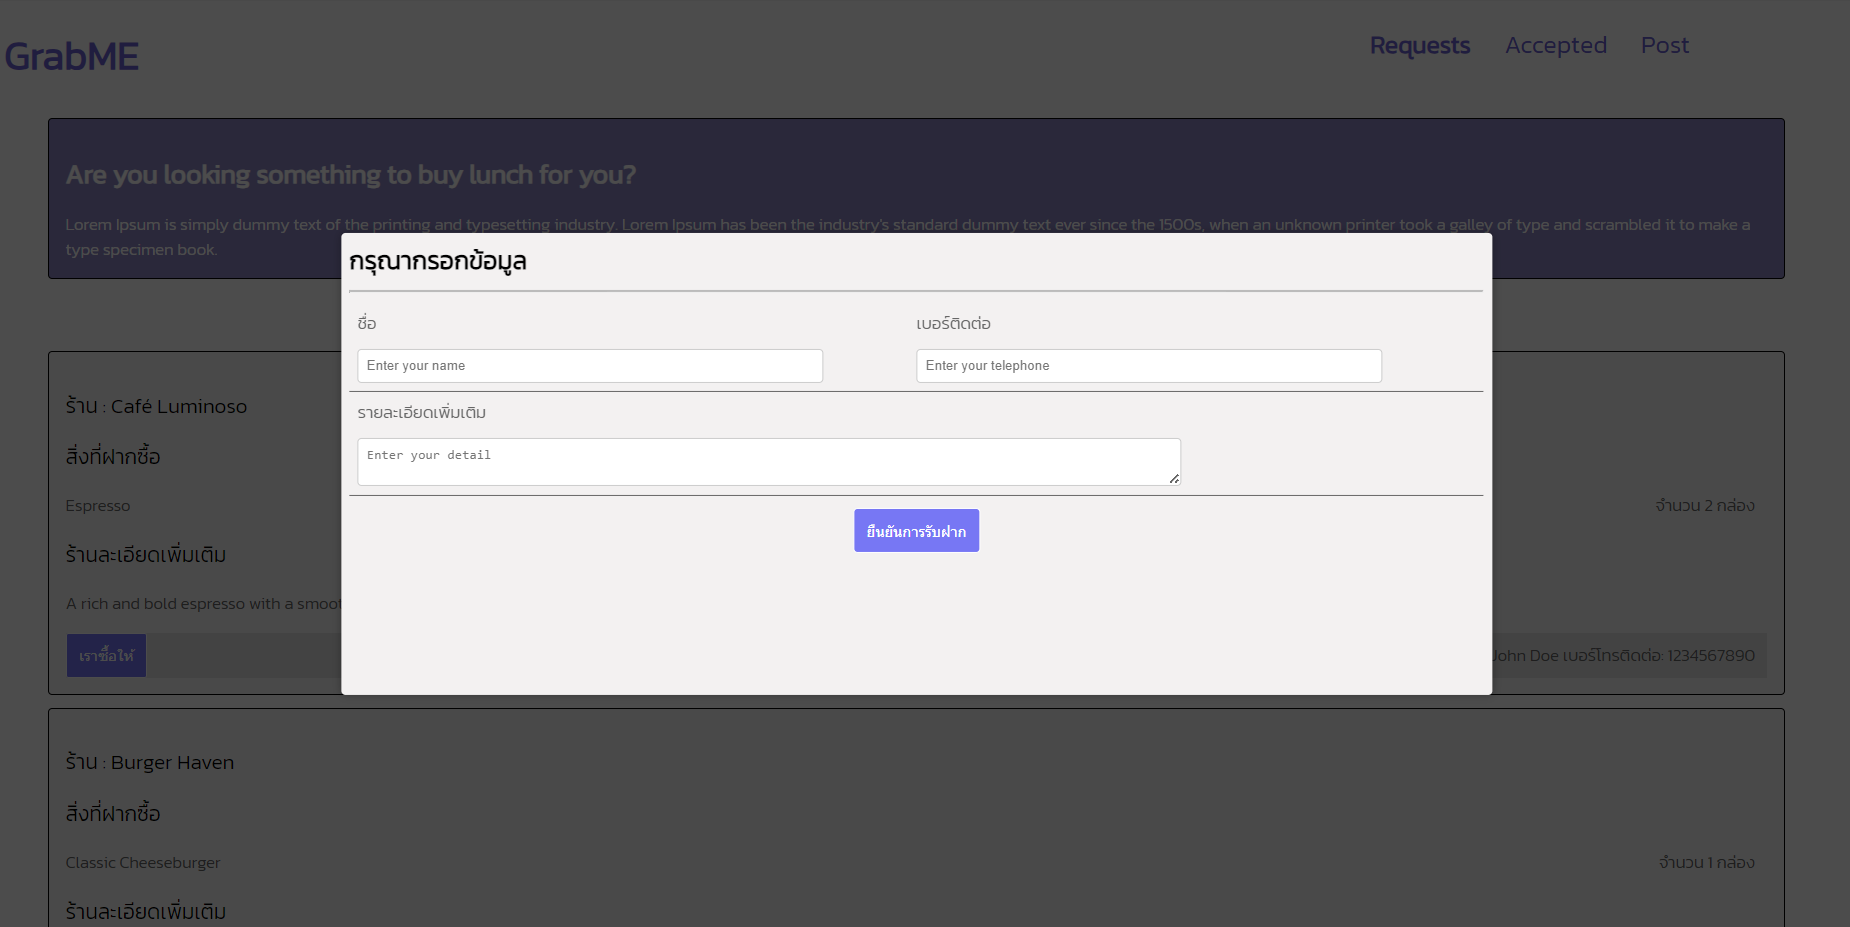 GrabME
Requests Accepted Post
Are you looking something to buy lunch for you?
Lorem Ipsum is simply dummy text of the printing and typesetting industry. Lorem Ipsum has been the industry's standard dummy text ever since the 1500s, when an unknown printer took a galley of type and scrambled it to make a
type specimen book.
กรุณากรอกข้อมูล
ชื่อ เบอร์ติดต่อ
Enter your name Enter your telephone
รายละเอียดเพิ่มเติม
Enter your detail
ยืนยันการรับฝาก
ร้าน : Café Luminoso
สิ่งที่ฝากซื้อ
Espresso จำนวน 2 กล่อง
ร้านละเอียดเพิ่มเติม
A rich and bold espresso with a smoot
เราซื้อให้ John Doe เบอร์โทรติดต่อ: 1234567890
ร้าน : Burger Haven
สิ่งที่ฝากซื้อ
Classic Cheeseburger จำนวน 1 กล่อง
ร้านละเอียดเพิ่มเติม